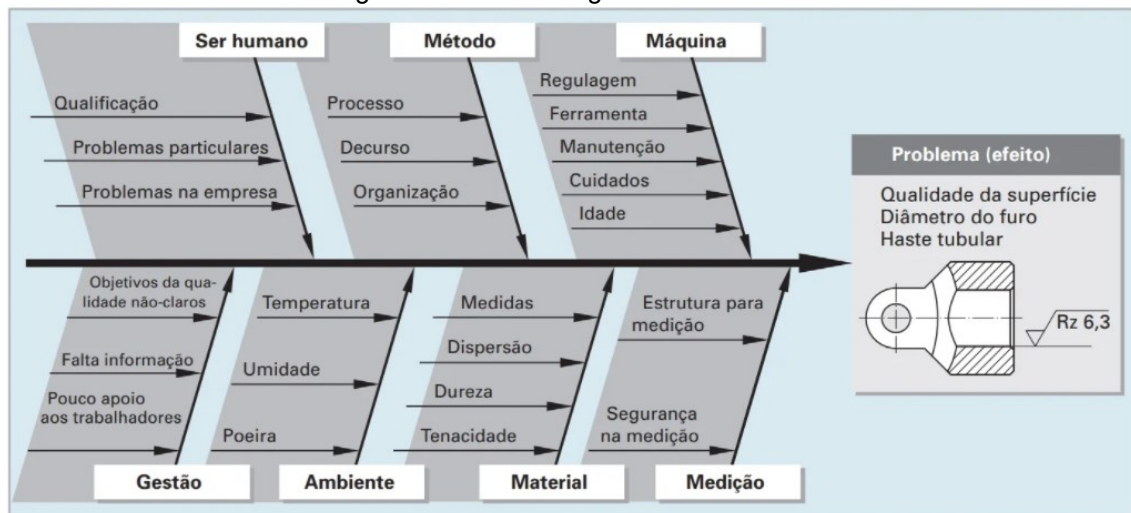 Ser humano
Método
Máquina
Qualificação
Problemas particulares
Problemas na empresa
Processo
Decurso
Organização
Regulagem
Ferramenta
Manutenção
Cuidados
Idade
Problema (efeito)
Qualidade da superfície
Diâmetro do furo
Haste tubular
Rz 6,3
Objetivos da qua-
lidade não-claros
Falta informação
Pouco apoio
aos trabalhadores
Temperatura
Umidade
Poeira
Medidas
Dispersão
Dureza
Tenacidade
Estrutura para
medição
Segurança
na medição
Gestão
Ambiente
Material
Medição